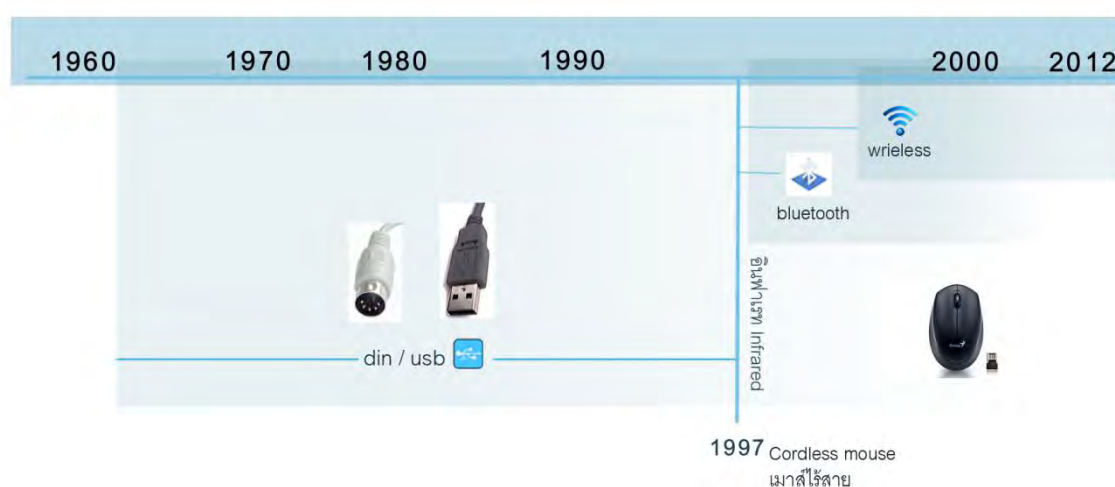 1960 1970 1980 1990 2000 2012
wrieless
bluetooth
อินฟาเรท Infrared
din / usb
1997 Cordless mouse
เมาส์ไร้สาย